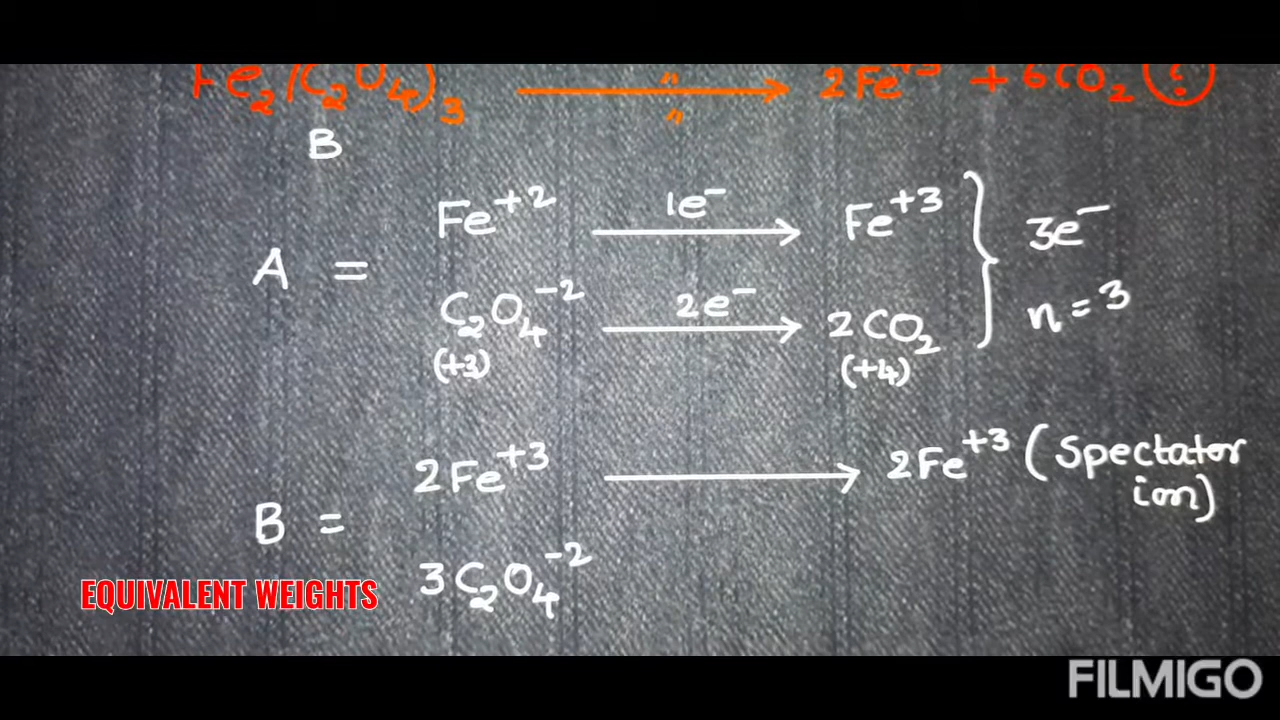 Fe₂(C₂O₄)₃ —n/n→ 2Fe⁺³ + 6CO₂ (?)
B
Fe⁺² —1e⁻→ Fe⁺³
A =
3e⁻
C₂O₄⁻² —2e⁻→ 2CO₂
n = 3
(+3) (+4)
2Fe⁺³ ⟶ 2Fe⁺³ (Spectator
ion)
B =
3C₂O₄⁻²
EQUIVALENT WEIGHTS
FILMIGO